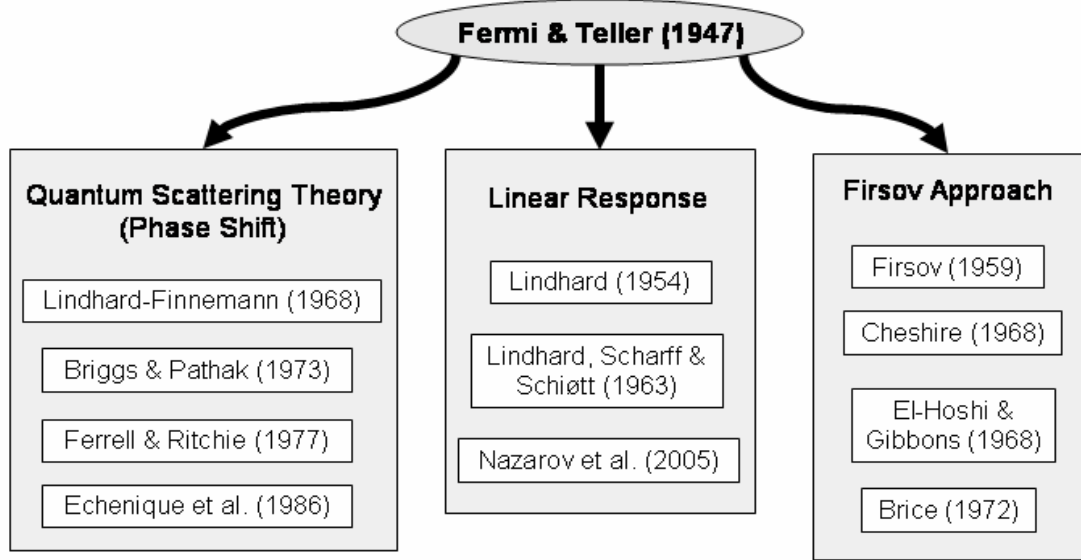 Fermi & Teller (1947)
Quantum Scattering Theory
(Phase Shift)
Lindhard-Finnemann (1968)
Briggs & Pathak (1973)
Ferrell & Ritchie (1977)
Echenique et al. (1986)
Linear Response
Lindhard (1954)
Lindhard, Scharff &
Schiøtt (1963)
Nazarov et al. (2005)
Firsov Approach
Firsov (1959)
Cheshire (1968)
El-Hoshi &
Gibbons (1968)
Brice (1972)